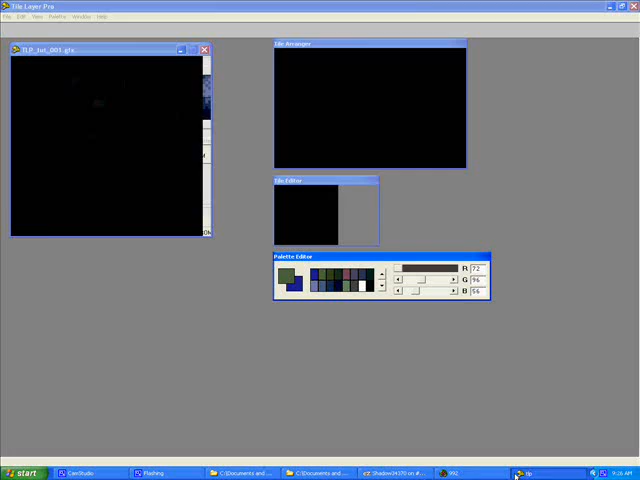 Tile Layer Pro
File Edit View Palette Window Help
TLP_tut_001.gfx
Tile Arranger
Tile Editor
Palette Editor
R 72
G 96
B 56
start
CamStudio
Flashing
C:\Documents and ...
C:\Documents and ...
992
tlp
9:26 AM